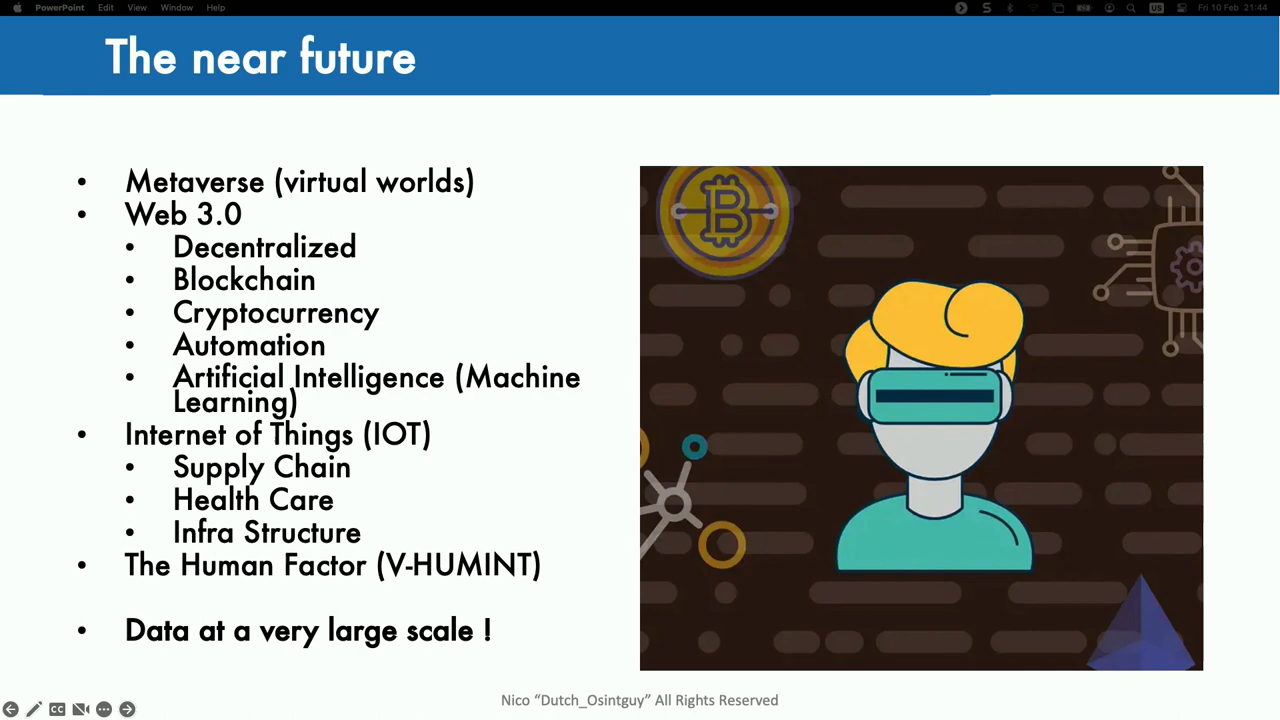 PowerPoint Edit View Window Help US Fri 10 Feb 21:44
The near future
• Metaverse (virtual worlds)
• Web 3.0
• Decentralized
• Blockchain
• Cryptocurrency
• Automation
• Artificial Intelligence (Machine
Learning)
• Internet of Things (IOT)
• Supply Chain
• Health Care
• Infra Structure
• The Human Factor (V-HUMINT)
• Data at a very large scale !
Nico “Dutch_Osintguy” All Rights Reserved
CC